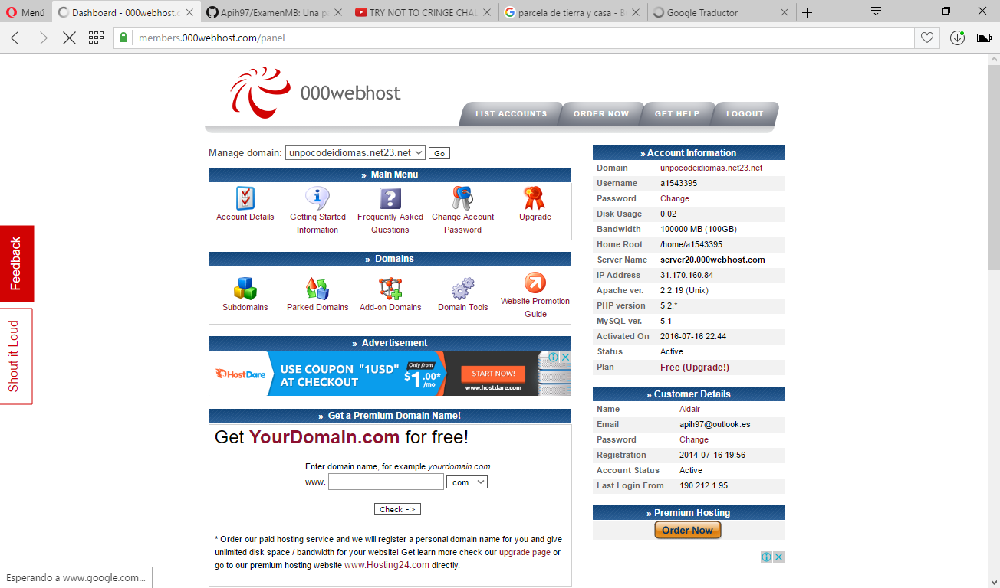 Menú
Dashboard - 000webhost.c
Apih97/ExamenMB: Una pa
TRY NOT TO CRINGE CHAL
parcela de tierra y casa - B
Google Traductor
members.000webhost.com/panel
000webhost
LIST ACCOUNTS
ORDER NOW
GET HELP
LOGOUT
Manage domain: unpocodeidiomas.net23.net Go
» Main Menu
Account Details
Getting Started
Information
Frequently Asked
Questions
Change Account
Password
Upgrade
» Domains
Subdomains
Parked Domains
Add-on Domains
Domain Tools
Website Promotion
Guide
» Advertisement
HostDare
USE COUPON "1USD"
AT CHECKOUT
Only from
$1.00*
/mo
START NOW!
www.hostdare.com
» Get a Premium Domain Name!
Get YourDomain.com for free!
Enter domain name, for example yourdomain.com
www. .com
Check ->
* Order our paid hosting service and we will register a personal domain name for you and give
unlimited disk space / bandwidth for your website! Get learn more check our upgrade page or
go to our premium hosting website www.Hosting24.com directly.
» Account Information
Domain unpocodeidiomas.net23.net
Username a1543395
Password Change
Disk Usage 0.02
Bandwidth 100000 MB (100GB)
Home Root /home/a1543395
Server Name server20.000webhost.com
IP Address 31.170.160.84
Apache ver. 2.2.19 (Unix)
PHP version 5.2.*
MySQL ver. 5.1
Activated On 2016-07-16 22:44
Status Active
Plan Free (Upgrade!)
» Customer Details
Name Aldair
Email apih97@outlook.es
Password Change
Registration 2014-07-16 19:56
Account Status Active
Last Login From 190.212.1.95
» Premium Hosting
Order Now
Feedback
Shout it Loud
Esperando a www.google.com...